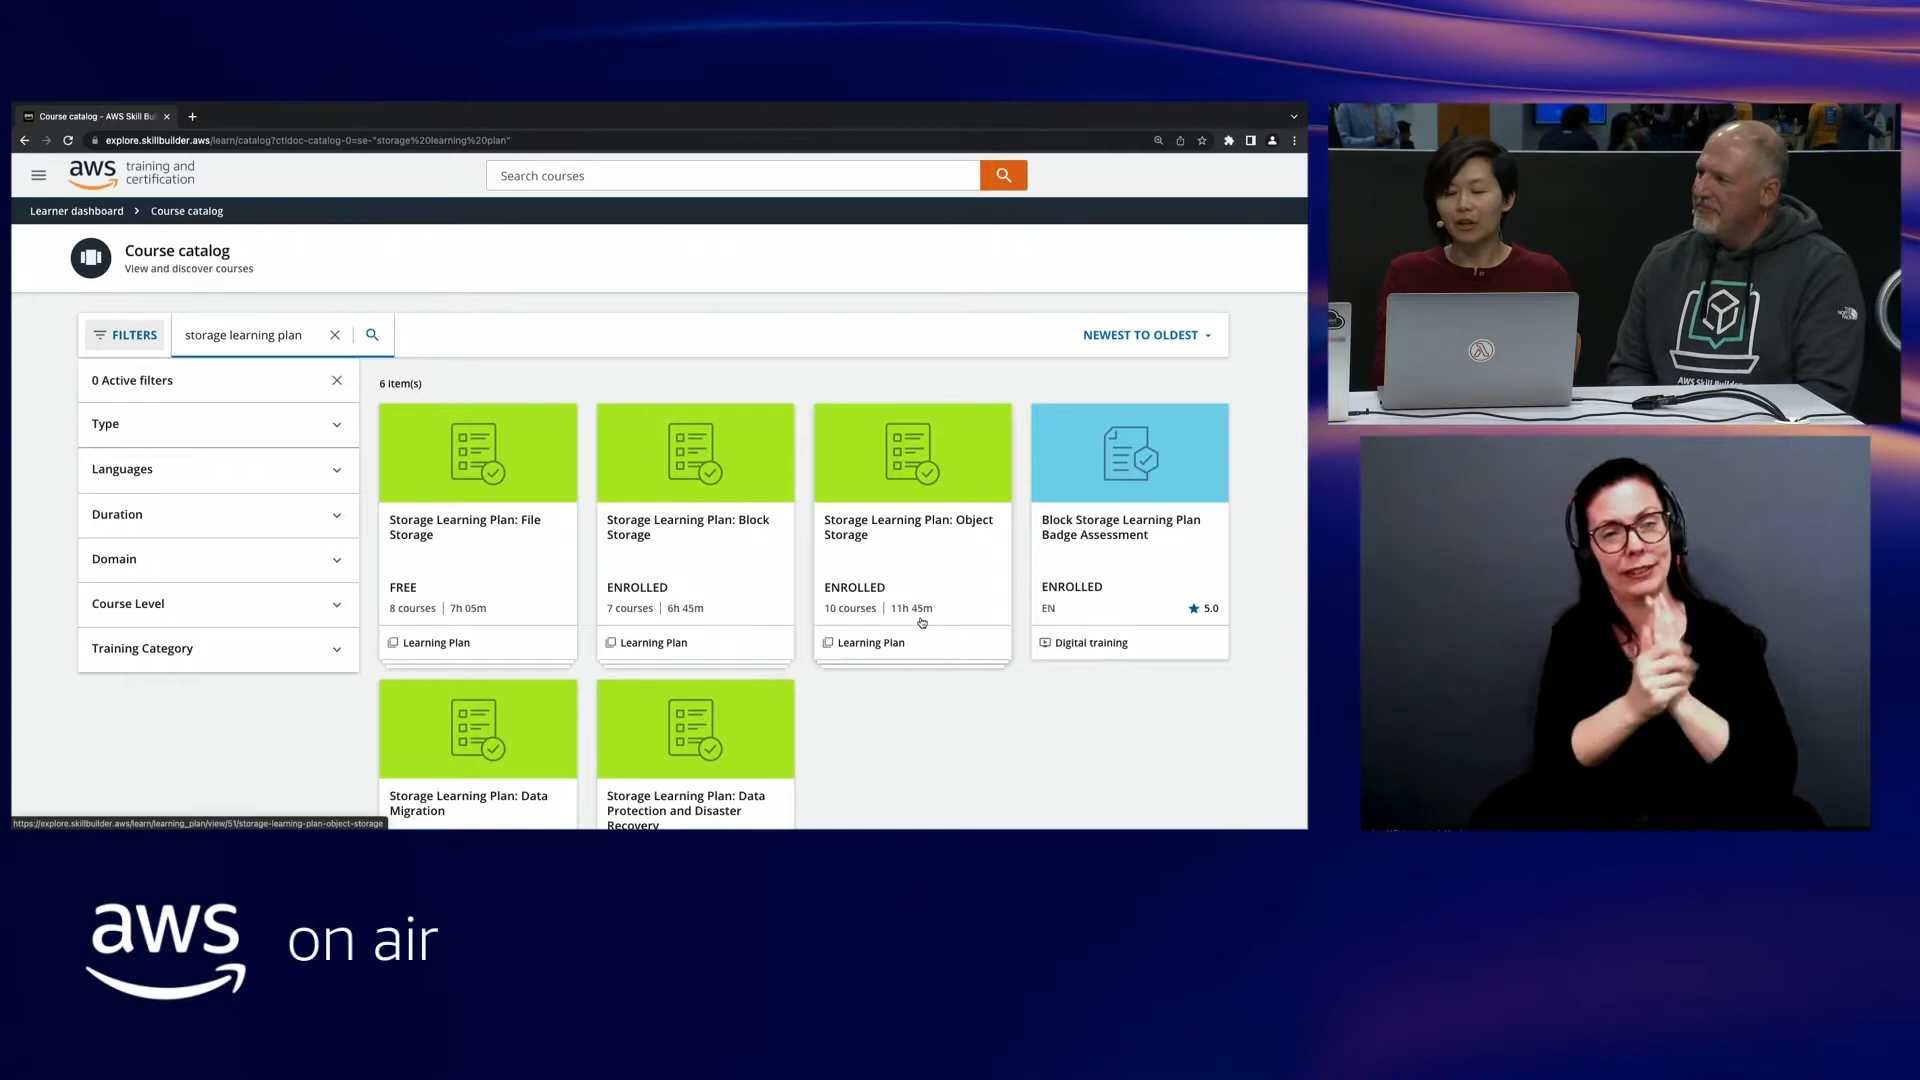 Course catalog - AWS Skill Bui
explore.skillbuilder.aws/learn/catalog?ctldoc-catalog-0=se-"storage%20learning%20plan"
aws training and
certification
Search courses
Learner dashboard > Course catalog
Course catalog
View and discover courses
FILTERS
storage learning plan
NEWEST TO OLDEST
0 Active filters
Type
Languages
Duration
Domain
Course Level
Training Category
6 item(s)
Storage Learning Plan: File
Storage
FREE
8 courses | 7h 05m
Learning Plan
Storage Learning Plan: Block
Storage
ENROLLED
7 courses | 6h 45m
Learning Plan
Storage Learning Plan: Object
Storage
ENROLLED
10 courses | 11h 45m
Learning Plan
Block Storage Learning Plan
Badge Assessment
ENROLLED
EN 5.0
Digital training
Storage Learning Plan: Data
Migration
Storage Learning Plan: Data
Protection and Disaster
Recovery
https://explore.skillbuilder.aws/learn/learning_plan/view/51/storage-learning-plan-object-storage
AWS Skill Builder
aws on air